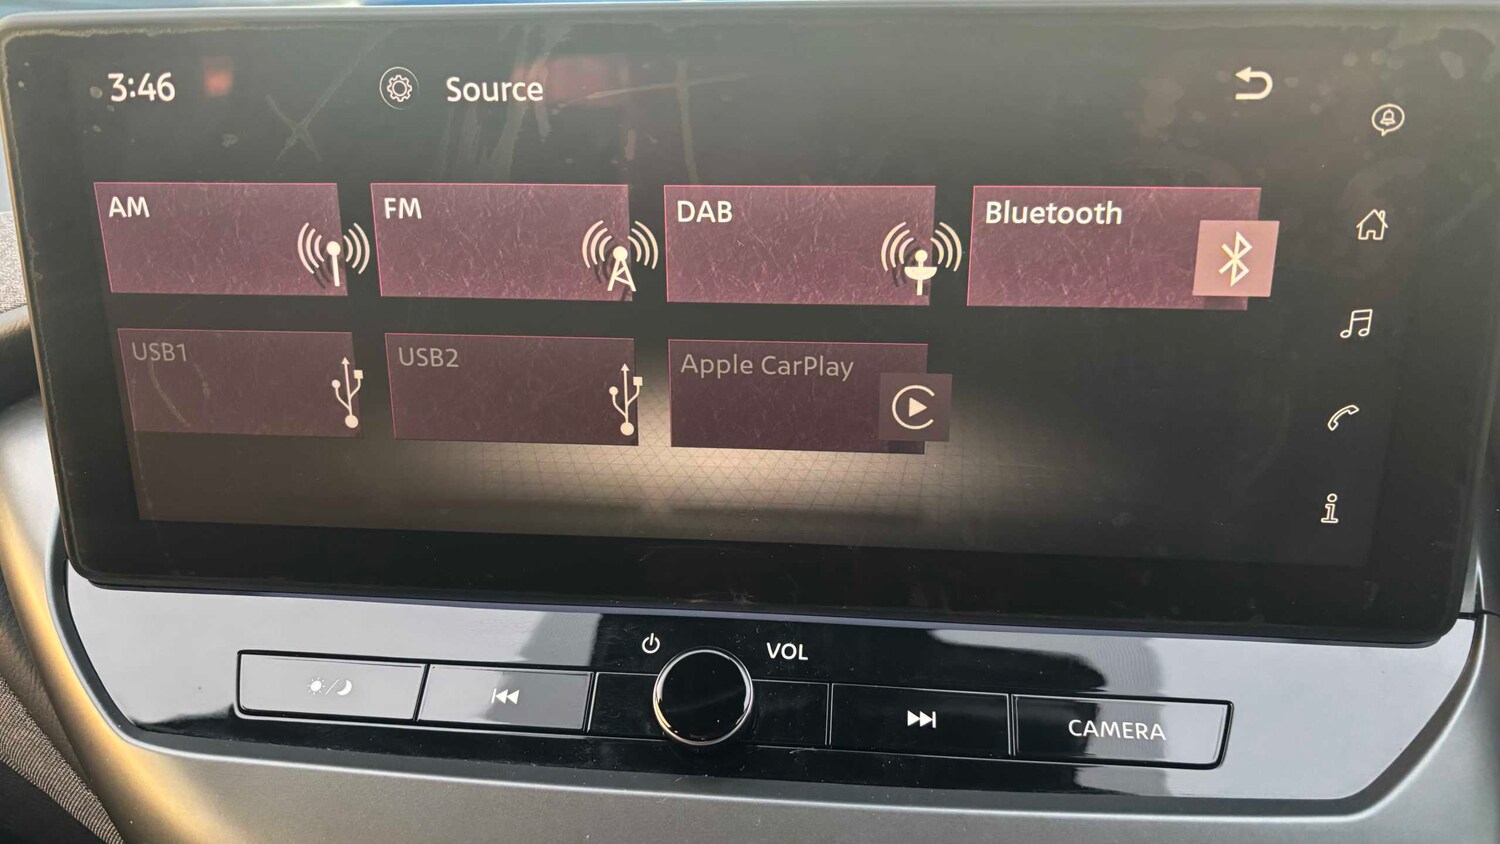 3:46
Source
AM
FM
DAB
Bluetooth
USB1
USB2
Apple CarPlay
VOL
CAMERA